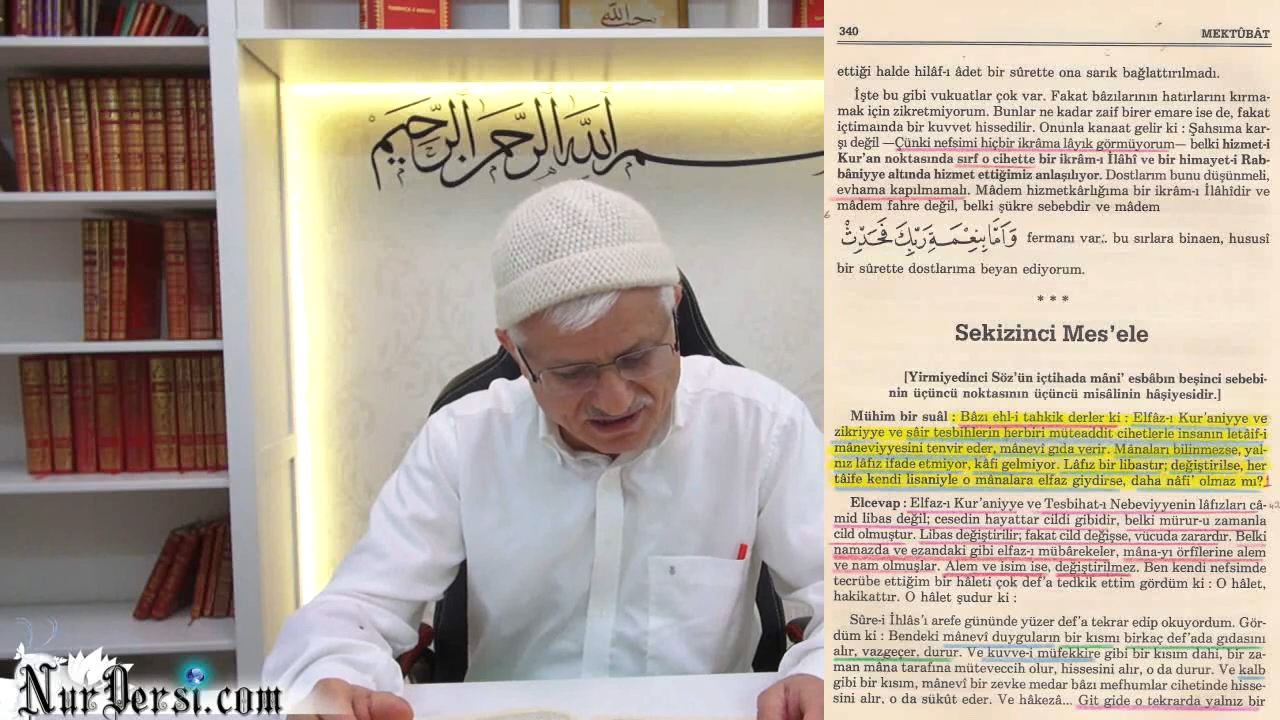 بسم الله الرحمن الرحيم
NurDersi.com
340
MEKTÛBÂT
ettiği halde hilâf-ı âdet bir sûrette ona sarık bağlattırılmadı.
İşte bu gibi vukuatlar çok var. Fakat bâzılarının hatırlarını kırma-
mak için zikretmiyorum. Bunlar ne kadar zaif birer emare ise de, fakat
içtimaında bir kuvvet hissedilir. Onunla kanaat gelir ki : Şahsıma kar-
şı değil —Çünki nefsimi hiçbir ikrâma lâyık görmüyorum— belki hizmet-i
Kur'an noktasında sırf o cihette bir ikrâm-ı İlâhî ve bir himayet-i Rab-
bâniyye altında hizmet ettiğimiz anlaşılıyor. Dostlarım bunu düşünmeli,
evhama kapılmamalı. Mâdem hizmetkârlığıma bir ikrâm-ı İlâhîdir ve
mâdem fahre değil, belki şükre sebebdir ve mâdem
وَاَمَّا بِنِعْمَةِ رَبِّكَ فَحَدِّثْ fermanı var.. bu sırlara binaen, hususî
bir sûrette dostlarıma beyan ediyorum.
* * *
Sekizinci Mes'ele
[Yirmiyedinci Söz'ün içtihada mâni' esbâbın beşinci sebebi-
nin üçüncü noktasının üçüncü misâlinin hâşiyesidir.]
Mühim bir suâl : Bâzı ehl-i tahkik derler ki : Elfâz-ı Kur'aniyye ve
zikriyye ve sâir tesbihlerin herbiri müteaddit cihetlerle insanın letâif-i
mâneviyyesini tenvir eder, mânevî gıda verir. Mânaları bilinmezse, yal-
nız lâfız ifade etmiyor, kâfi gelmiyor. Lâfız bir libastır; değiştirilse, her
tâife kendi lisaniyle o mânalara elfaz giydirse, daha nâfi' olmaz mı?
Elcevap : Elfaz-ı Kur'aniyye ve Tesbihat-ı Nebeviyyenin lâfızları câ-
mid libas değil; cesedin hayattar cildi gibidir, belki mürur-u zamanla
cild olmuştur. Libas değiştirilir; fakat cild değişse, vücuda zarardır. Belki
namazda ve ezandaki gibi elfaz-ı mübârekeler, mâna-yı örfîlerine alem
ve nam olmuşlar. Alem ve isim ise, değiştirilmez. Ben kendi nefsimde
tecrübe ettiğim bir hâleti çok def'a tedkik ettim gördüm ki : O hâlet,
hakikattır. O hâlet şudur ki :
Sûre-i İhlâs'ı arefe gününde yüzer def'a tekrar edip okuyordum. Gör-
düm ki : Bendeki mânevî duyguların bir kısmı birkaç def'ada gıdasını
alır, vazgeçer, durur. Ve kuvve-i müfekkire gibi bir kısım dahi, bir za-
man mâna tarafına müteveccih olur, hissesini alır, o da durur. Ve kalb
gibi bir kısım, mânevî bir zevke medar bâzı mefhumlar cihetinde hisse-
sini alır, o da sükût eder. Ve hâkezâ... Git gide o tekrarda yalnız bir